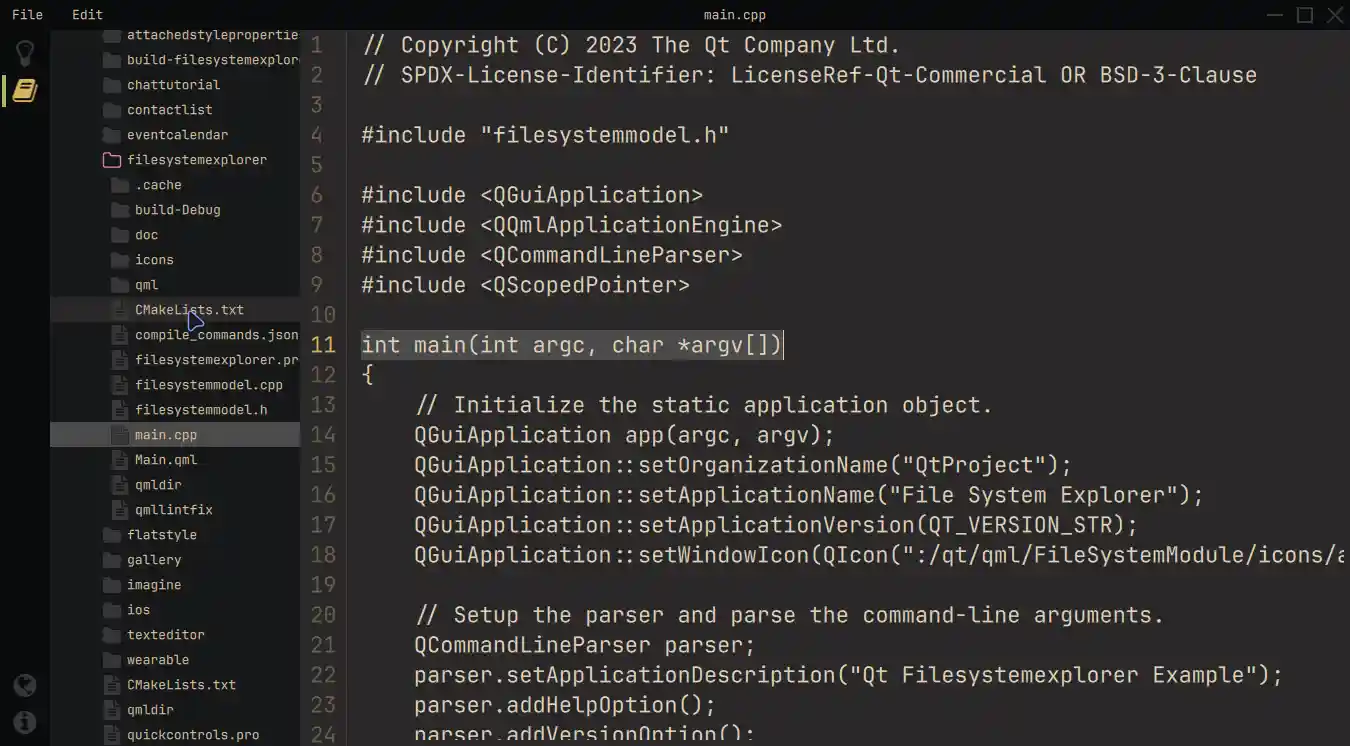 File Edit main.cpp
attachedstylepropertie
build-filesystemexplor
chattutorial
contactlist
eventcalendar
filesystemexplorer
.cache
build-Debug
doc
icons
qml
CMakeLists.txt
compile_commands.json
filesystemexplorer.pr
filesystemmodel.cpp
filesystemmodel.h
main.cpp
Main.qml
qmldir
qmllintfix
flatstyle
gallery
imagine
ios
texteditor
wearable
CMakeLists.txt
qmldir
quickcontrols.pro
1 // Copyright (C) 2023 The Qt Company Ltd.
2 // SPDX-License-Identifier: LicenseRef-Qt-Commercial OR BSD-3-Clause
3
4 #include "filesystemmodel.h"
5
6 #include <QGuiApplication>
7 #include <QQmlApplicationEngine>
8 #include <QCommandLineParser>
9 #include <QScopedPointer>
10
11 int main(int argc, char *argv[])
12 {
13 // Initialize the static application object.
14 QGuiApplication app(argc, argv);
15 QGuiApplication::setOrganizationName("QtProject");
16 QGuiApplication::setApplicationName("File System Explorer");
17 QGuiApplication::setApplicationVersion(QT_VERSION_STR);
18 QGuiApplication::setWindowIcon(QIcon(":/qt/qml/FileSystemModule/icons/a
19
20 // Setup the parser and parse the command-line arguments.
21 QCommandLineParser parser;
22 parser.setApplicationDescription("Qt Filesystemexplorer Example");
23 parser.addHelpOption();
24 parser.addVersionOption();